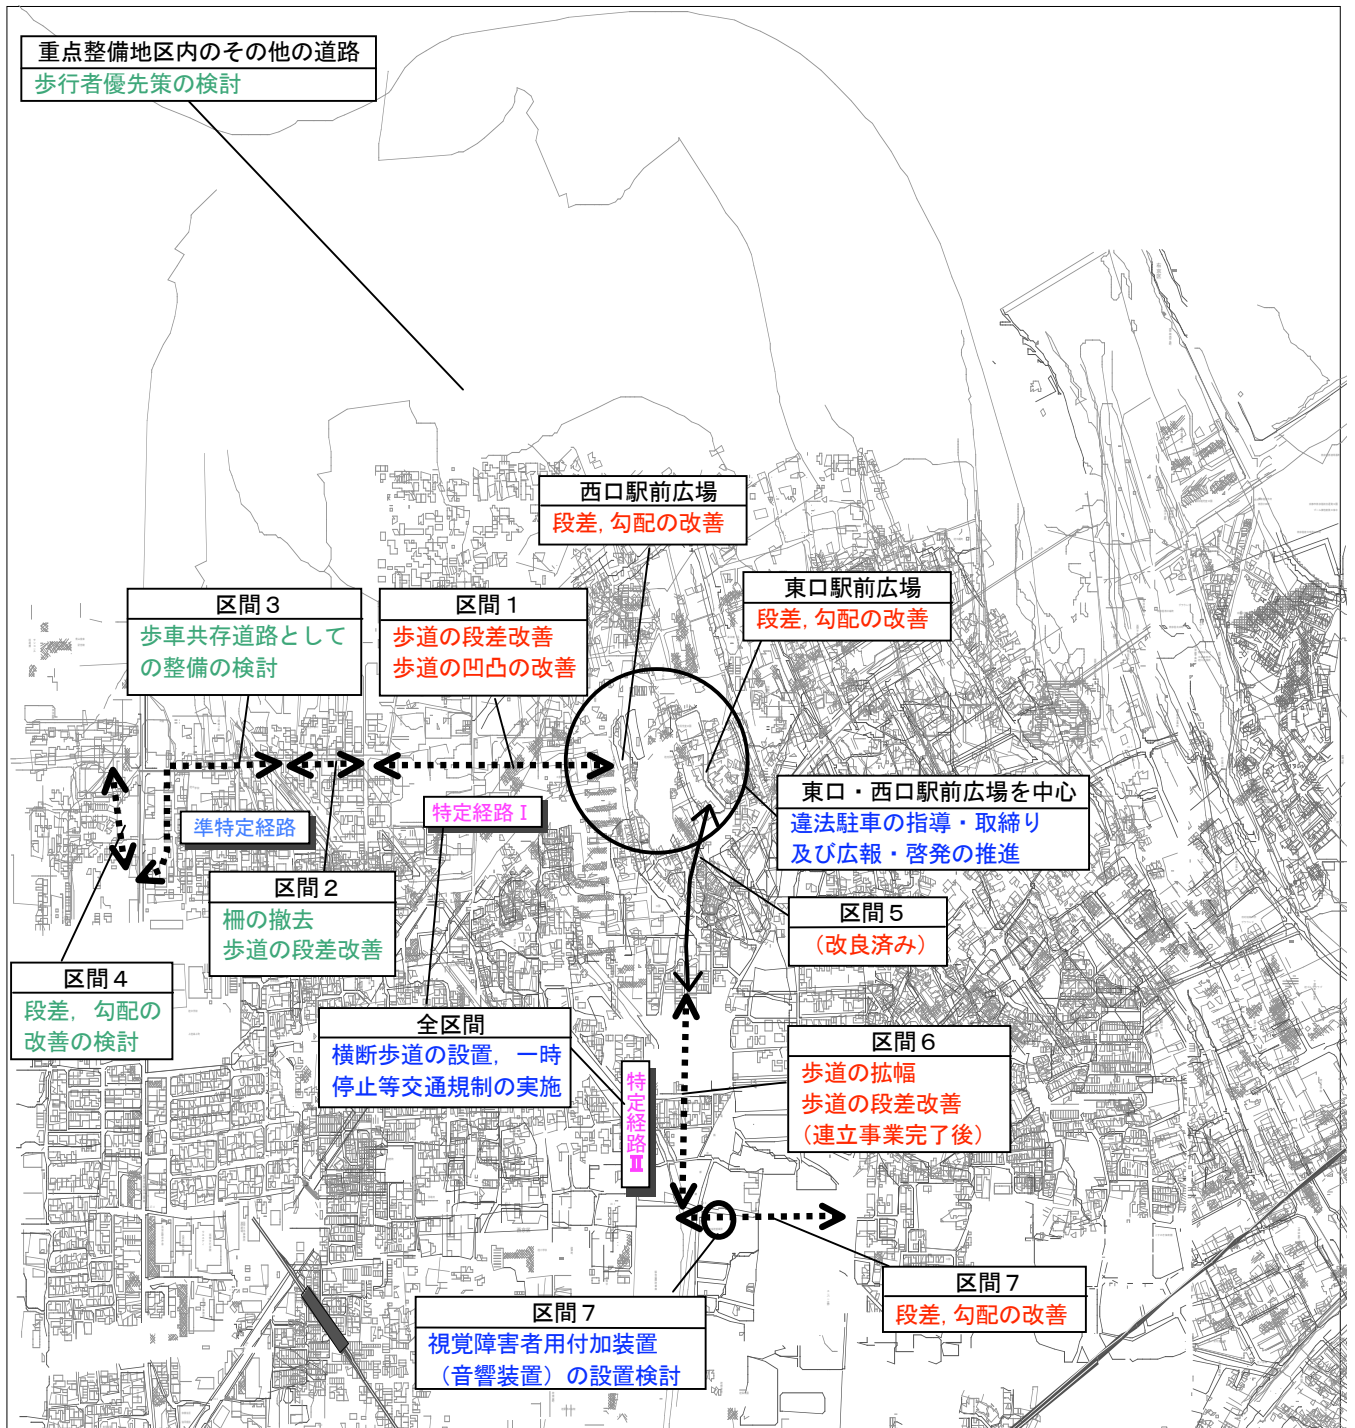 重点整備地区内のその他の道路
歩行者優先策の検討
西口駅前広場
段差,勾配の改善
東口駅前広場
段差,勾配の改善
区間３
歩車共存道路として
の整備の検討
区間１
歩道の段差改善
歩道の凹凸の改善
東口・西口駅前広場を中心
違法駐車の指導・取締り
及び広報・啓発の推進
特定経路Ⅰ
準特定経路
区間２
柵の撤去
歩道の段差改善
区間５
（改良済み）
区間４
段差，勾配の
改善の検討
全区間
横断歩道の設置，一時
停止等交通規制の実施
特定経路Ⅱ
区間６
歩道の拡幅
歩道の段差改善
（連立事業完了後）
区間７
段差,勾配の改善
区間７
視覚障害者用付加装置
（音響装置）の設置検討